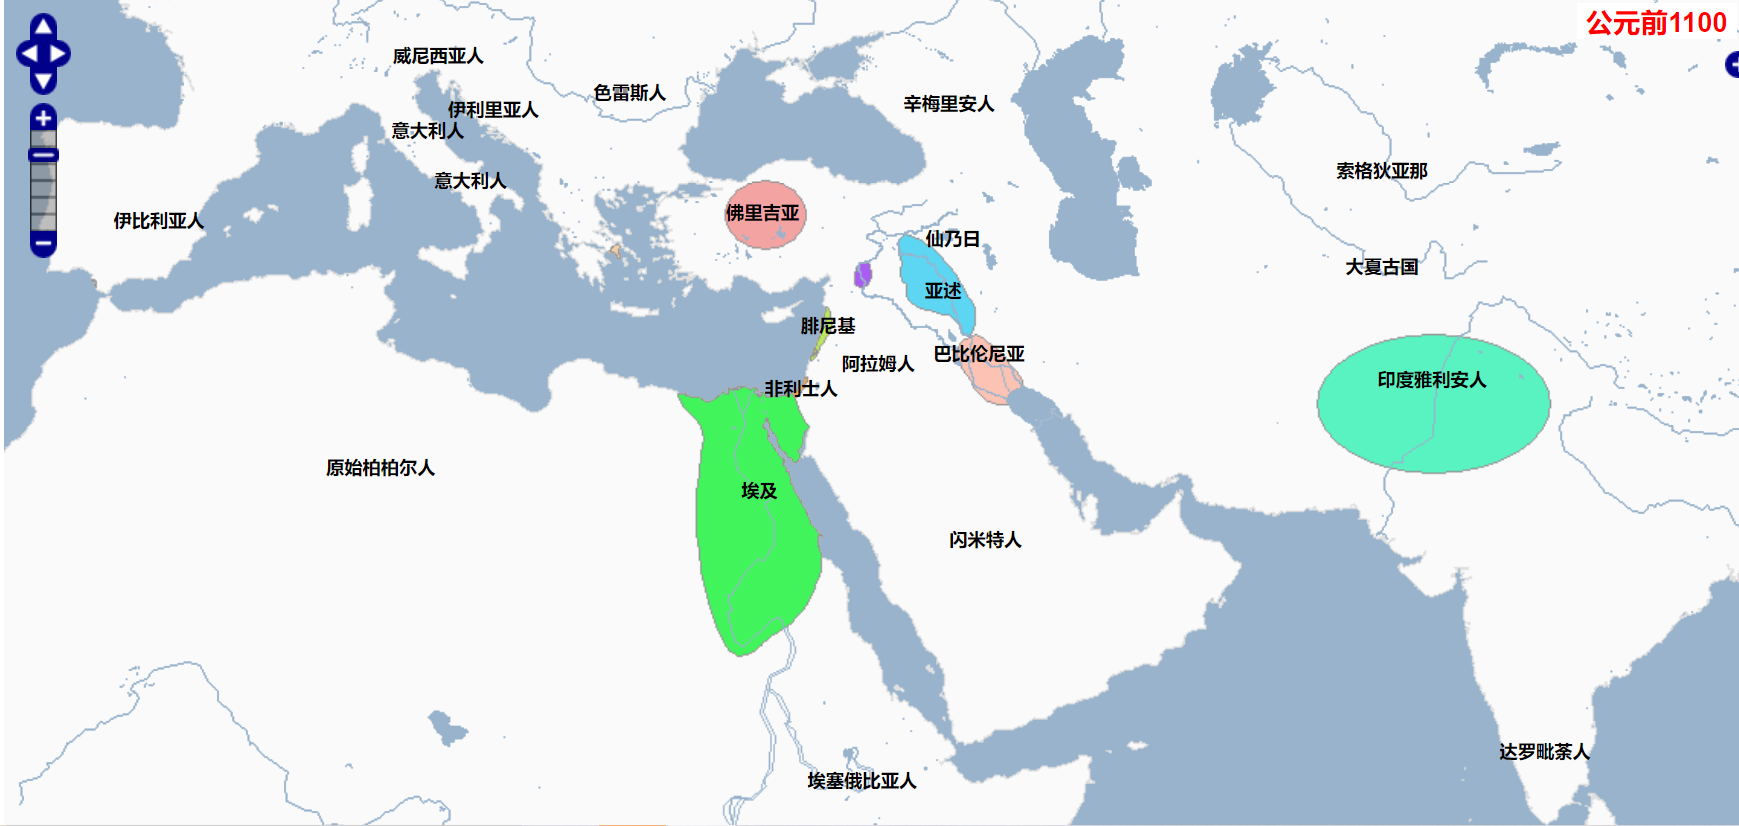 公元前1100
威尼西亚人
色雷斯人
辛梅里安人
伊利里亚人
意大利人
索格狄亚那
意大利人
伊比利亚人
佛里吉亚
仙乃日
大夏古国
亚述
腓尼基
巴比伦尼亚
阿拉姆人
印度雅利安人
非利士人
原始柏柏尔人
埃及
闪米特人
达罗毗荼人
埃塞俄比亚人